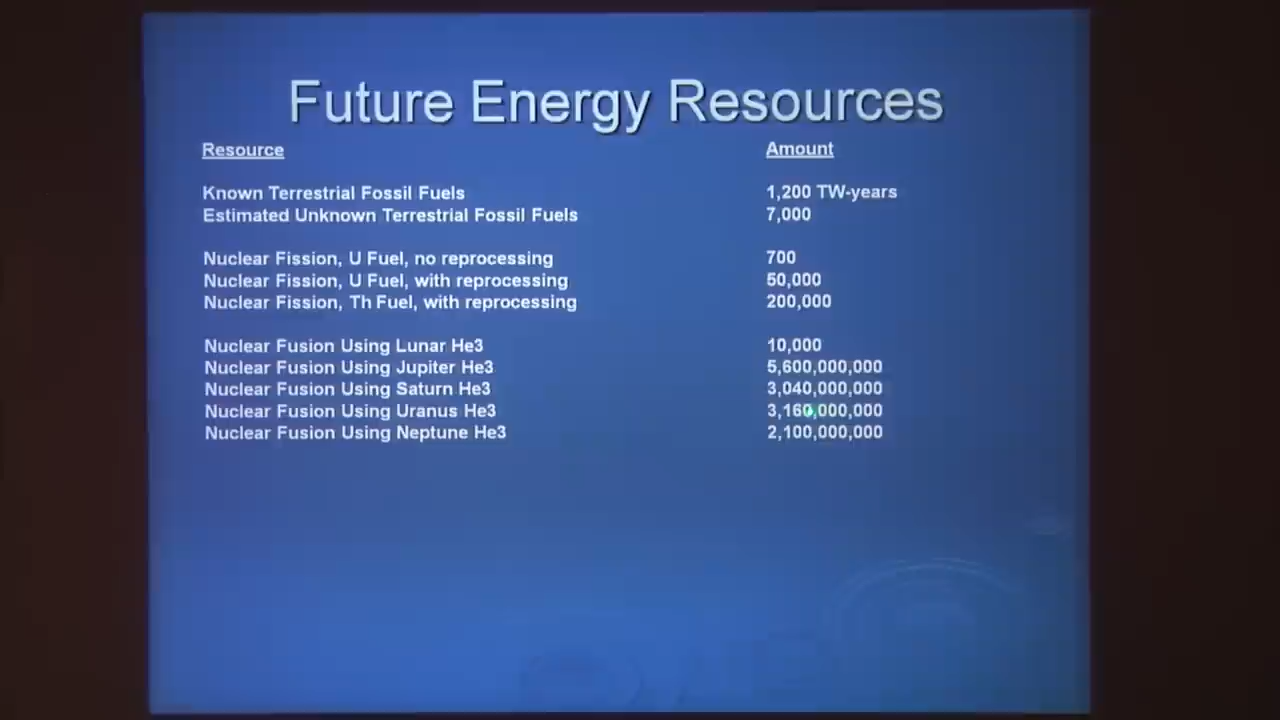 Future Energy Resources
Resource Amount
Known Terrestrial Fossil Fuels 1,200 TW-years
Estimated Unknown Terrestrial Fossil Fuels 7,000
Nuclear Fission, U Fuel, no reprocessing 700
Nuclear Fission, U Fuel, with reprocessing 50,000
Nuclear Fission, Th Fuel, with reprocessing 200,000
Nuclear Fusion Using Lunar He3 10,000
Nuclear Fusion Using Jupiter He3 5,600,000,000
Nuclear Fusion Using Saturn He3 3,040,000,000
Nuclear Fusion Using Uranus He3 3,160,000,000
Nuclear Fusion Using Neptune He3 2,100,000,000